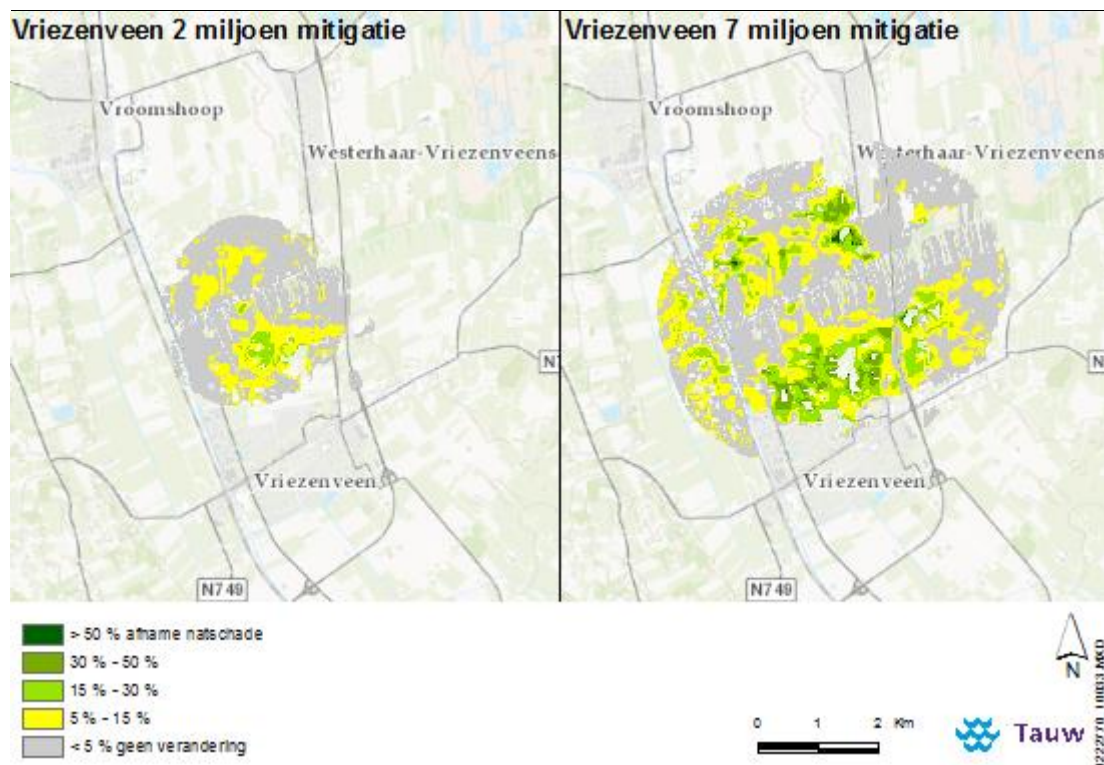 Vriezenveen 2 miljoen mitigatie
Vroomshoop
Westerhaar-Vriezenveens
Vriezenveen
N749
Vriezenveen 7 miljoen mitigatie
Vroomshoop
Westerhaar-Vriezenveens
N
Vriezenveen
N749
> 50 % afname natschade
30 % - 50 %
15 % - 30 %
5 % - 15 %
< 5 % geen verandering
0 1 2 Km
N
Tauw